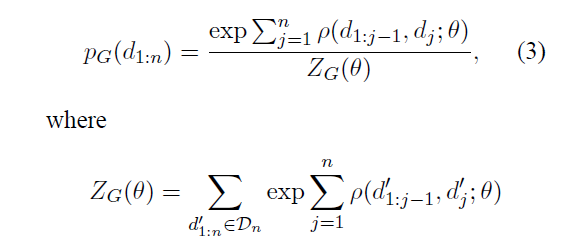 p_G(d_{1:n}) = \frac{\exp \sum_{j=1}^{n} \rho(d_{1:j-1}, d_j; \theta)}{Z_G(\theta)}, (3)
where
Z_G(\theta) = \sum_{d'_{1:n} \in \mathcal{D}_n} \exp \sum_{j=1}^{n} \rho(d'_{1:j-1}, d'_j; \theta)